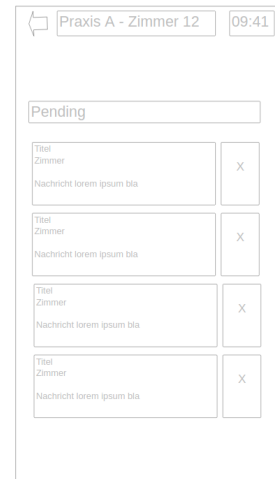 Praxis A - Zimmer 12 09:41
Pending
Titel
Zimmer
X
Nachricht lorem ipsum bla
Titel
Zimmer
X
Nachricht lorem ipsum bla
Titel
Zimmer
X
Nachricht lorem ipsum bla
Titel
Zimmer
X
Nachricht lorem ipsum bla